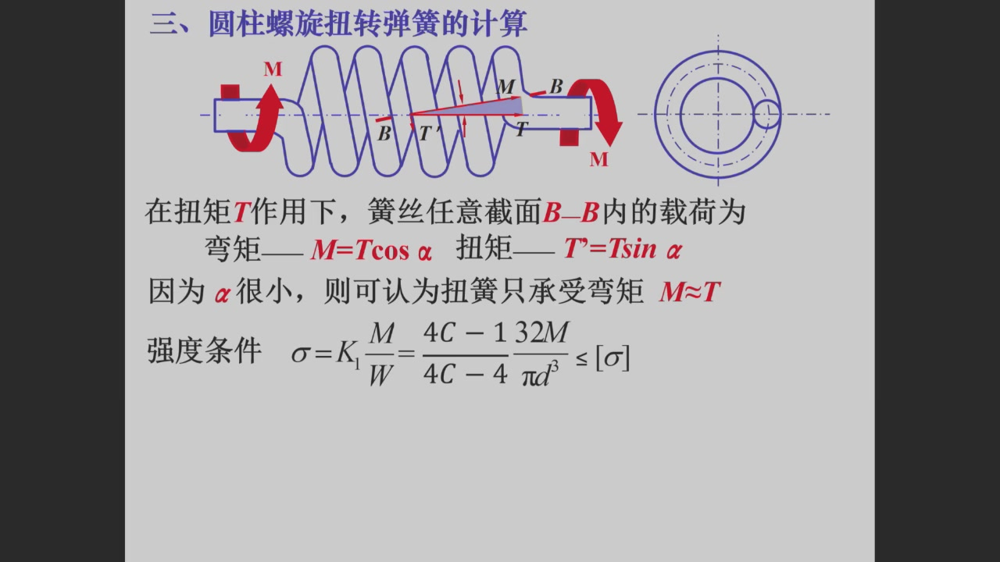 三、圆柱螺旋扭转弹簧的计算
M
M B
B T' T
M
在扭矩T作用下，簧丝任意截面B—B内的载荷为
弯矩—— M=Tcos α 扭矩—— T’=Tsin α
因为 α 很小，则可认为扭簧只承受弯矩 M≈T
强度条件 σ=K₁ M/W = (4C − 1)/(4C − 4) 32M/πd³ ≤ [σ]